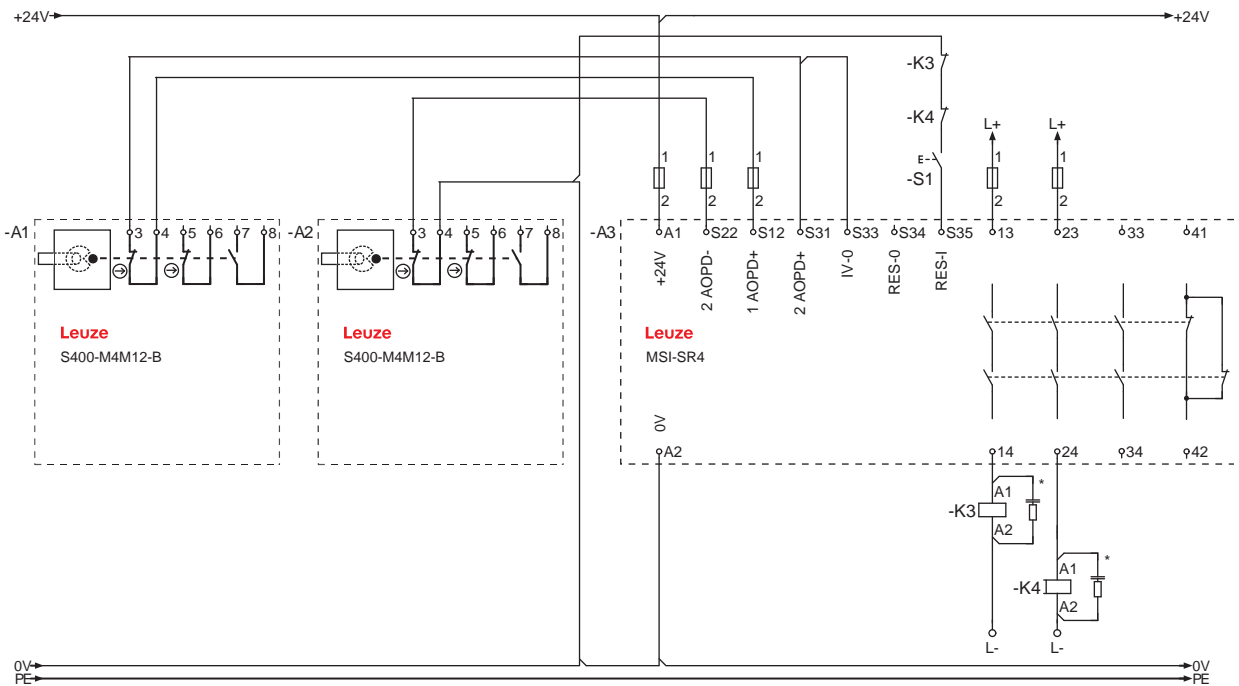 +24V +24V
-K3
-K4
L+ L+
1 1 1 E 1 1
2 2 2 -S1 2 2
-A1 3 4 5 6 7 8 -A2 3 4 5 6 7 8 -A3 A1 S22 S12 S31 S33 S34 S35 13 23 33 41
+24V
2 AOPD-
1 AOPD+
2 AOPD+
IV-0
RES-0
RES-I
Leuze Leuze Leuze
S400-M4M12-B S400-M4M12-B MSI-SR4
0V
A2 14 24 34 42
A1 *
-K3
A2
A1 *
-K4
A2
L- L-
0V 0V
PE PE